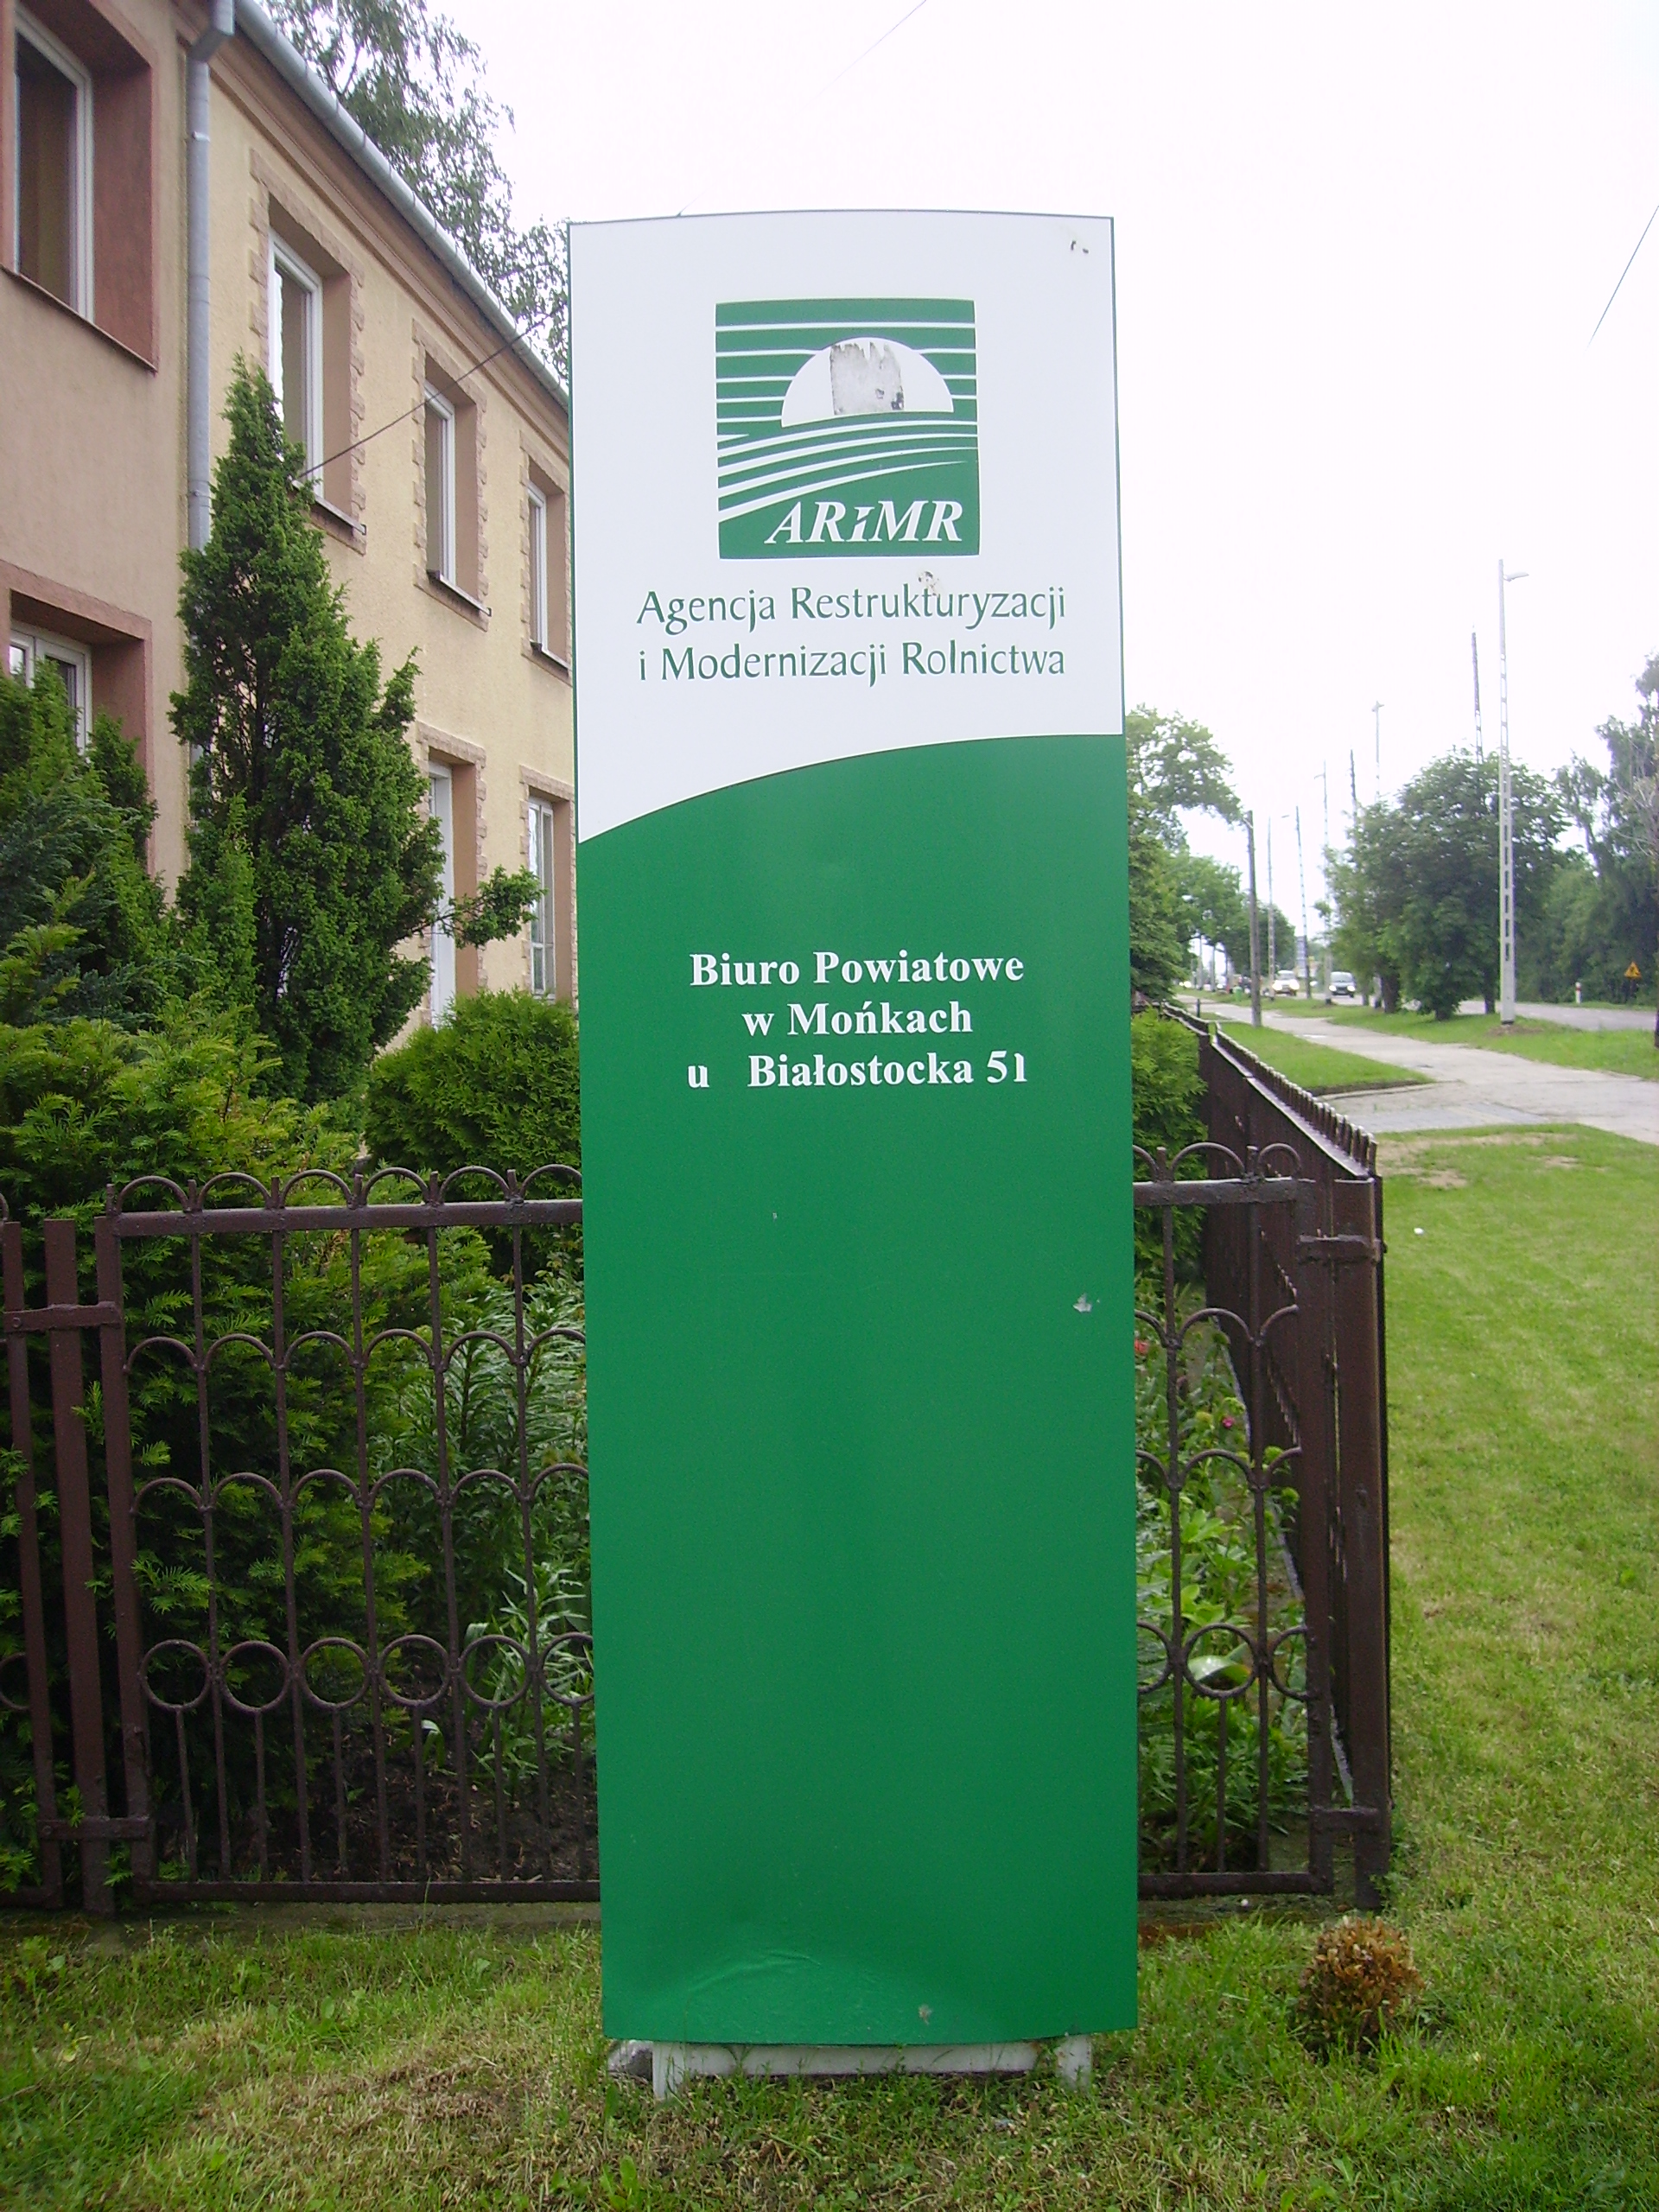 ARiMR
Agencja Restrukturyzacji
i Modernizacji Rolnictwa
Biuro Powiatowe
w Mońkach
u Białostocka 51